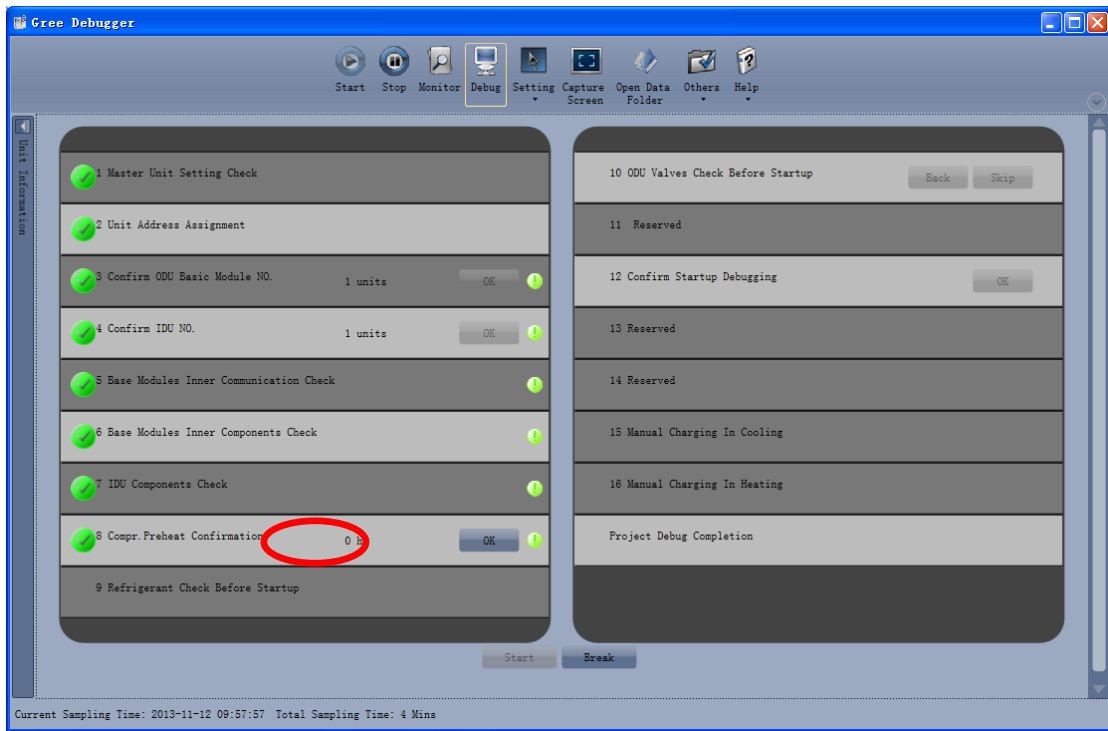 Gree Debugger
Start Stop Monitor Debug Setting Capture Screen Open Data Folder Others Help
Unit Information
1 Master Unit Setting Check
2 Unit Address Assignment
3 Confirm ODU Basic Module NO. 1 units OK
4 Confirm IDU NO. 1 units OK
5 Base Modules Inner Communication Check
6 Base Modules Inner Components Check
7 IDU Components Check
8 Compr.Preheat Confirmation 0 H OK
9 Refrigerant Check Before Startup
10 ODU Valves Check Before Startup Back Skip
11 Reserved
12 Confirm Startup Debugging OK
13 Reserved
14 Reserved
15 Manual Charging In Cooling
16 Manual Charging In Heating
Project Debug Completion
Start Break
Current Sampling Time: 2013-11-12 09:57:57 Total Sampling Time: 4 Mins